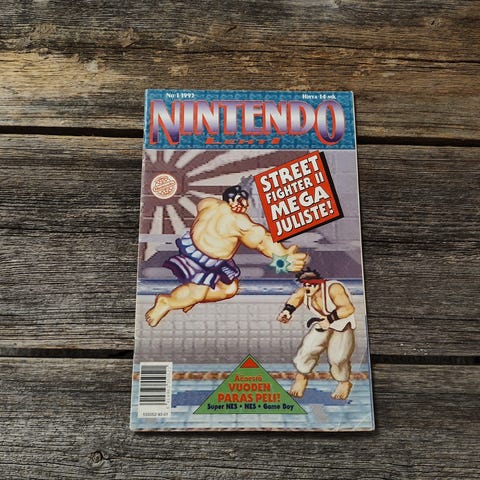 No 1 1992
Hinta 14 mk
NINTENDO
LEHTI
STREET
FIGHTER II
MEGA
JULISTE!
Äänestä
VUODEN
PARAS PELI!
Super NES • NES • Game Boy